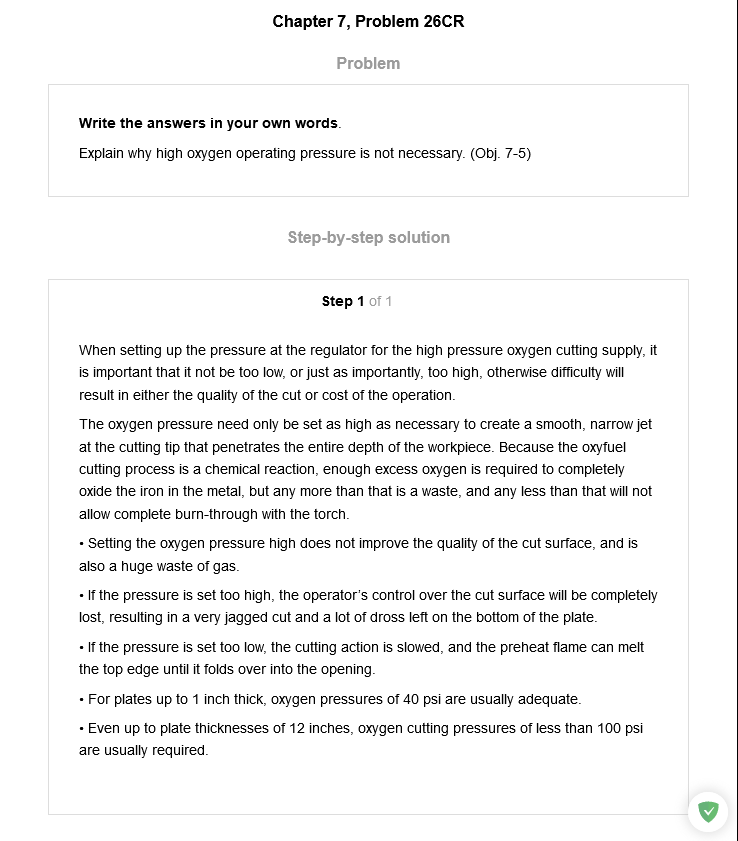 Chapter 7, Problem 26CR
Problem
Write the answers in your own words.
Explain why high oxygen operating pressure is not necessary. (Obj. 7-5)
Step-by-step solution
Step 1 of 1
When setting up the pressure at the regulator for the high pressure oxygen cutting supply, it
is important that it not be too low, or just as importantly, too high, otherwise difficulty will
result in either the quality of the cut or cost of the operation.
The oxygen pressure need only be set as high as necessary to create a smooth, narrow jet
at the cutting tip that penetrates the entire depth of the workpiece. Because the oxyfuel
cutting process is a chemical reaction, enough excess oxygen is required to completely
oxide the iron in the metal, but any more than that is a waste, and any less than that will not
allow complete burn-through with the torch.
• Setting the oxygen pressure high does not improve the quality of the cut surface, and is
also a huge waste of gas.
• If the pressure is set too high, the operator’s control over the cut surface will be completely
lost, resulting in a very jagged cut and a lot of dross left on the bottom of the plate.
• If the pressure is set too low, the cutting action is slowed, and the preheat flame can melt
the top edge until it folds over into the opening.
• For plates up to 1 inch thick, oxygen pressures of 40 psi are usually adequate.
• Even up to plate thicknesses of 12 inches, oxygen cutting pressures of less than 100 psi
are usually required.